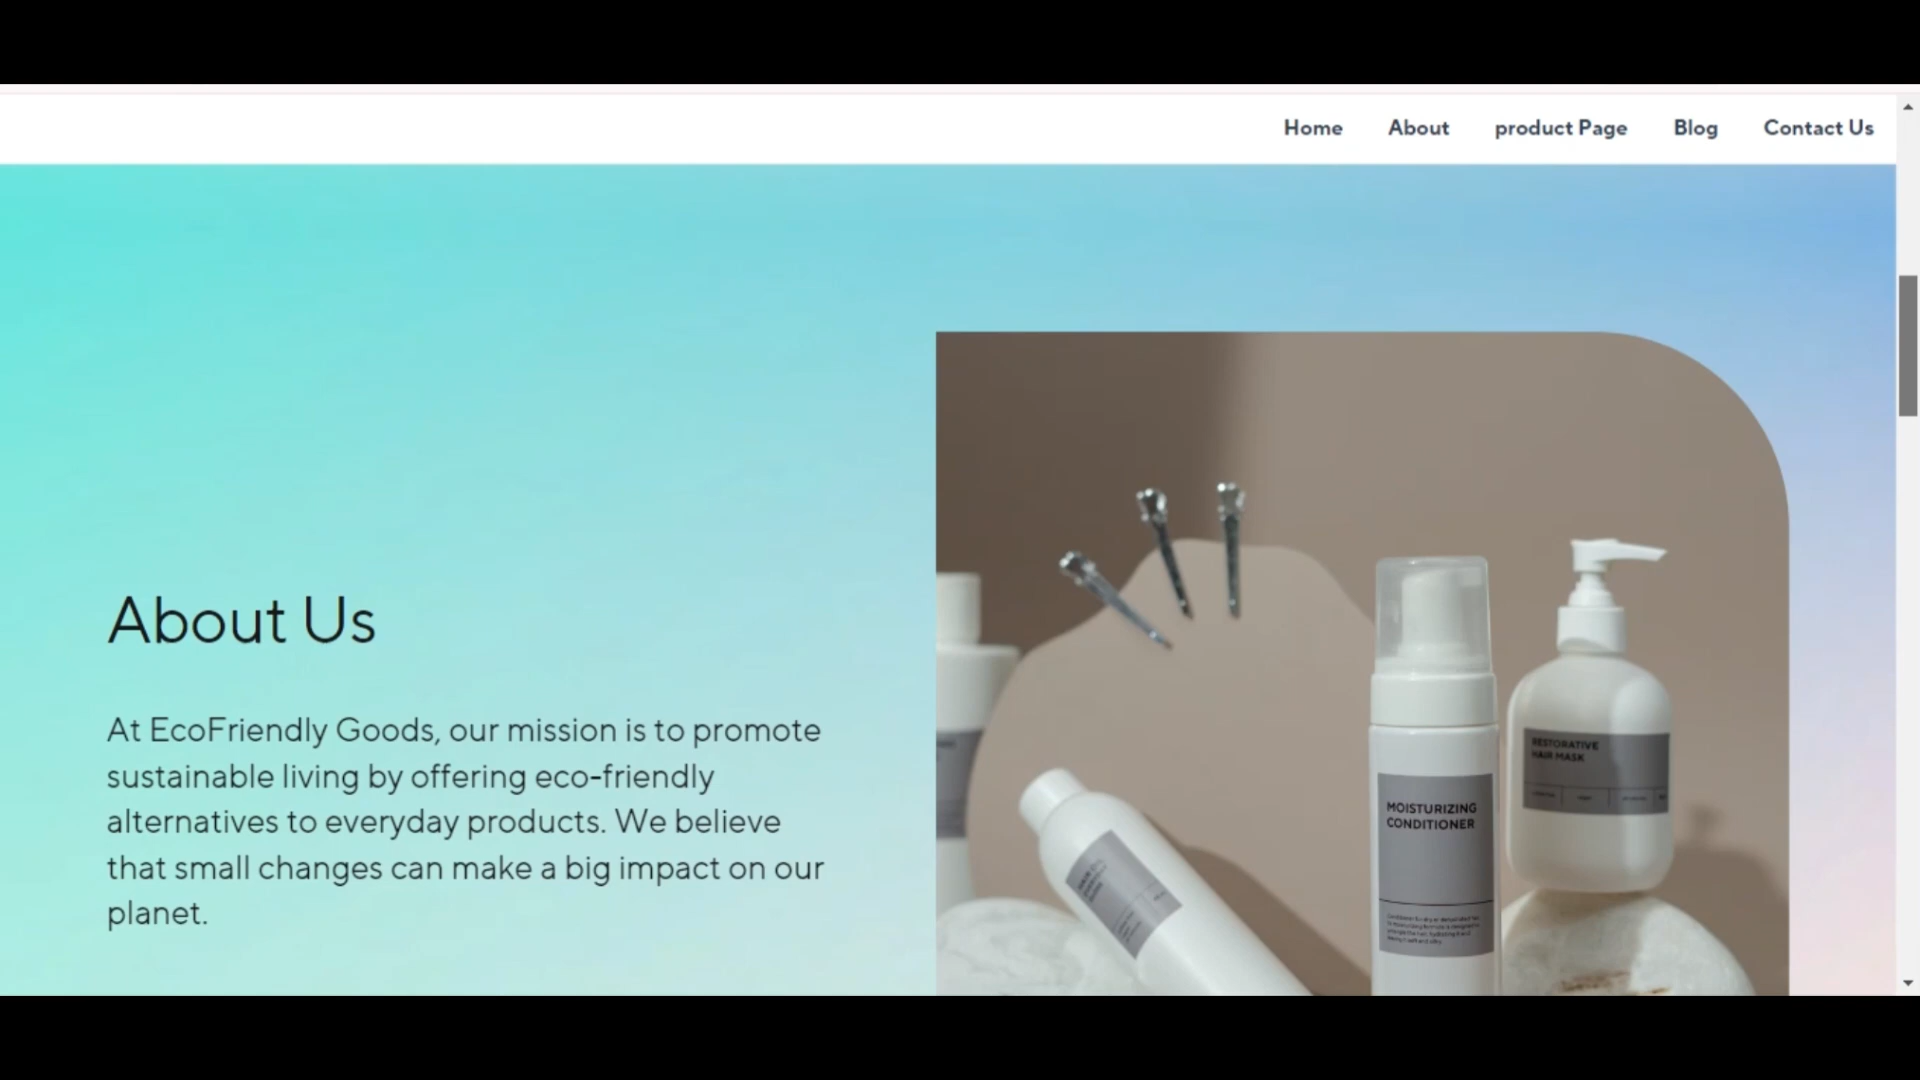 Home About product Page Blog Contact Us
About Us
At EcoFriendly Goods, our mission is to promote
sustainable living by offering eco-friendly
alternatives to everyday products. We believe
that small changes can make a big impact on our
planet.
MOISTURIZING
CONDITIONER
RESTORATIVE
HAIR MASK